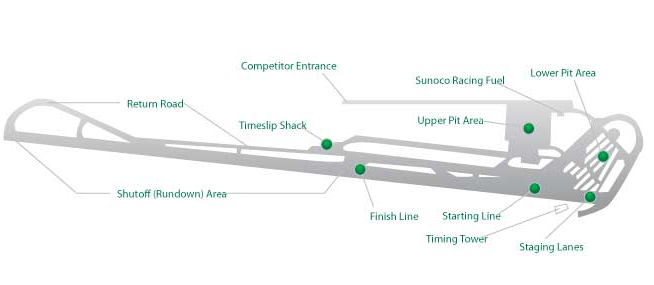 Competitor Entrance
Lower Pit Area
Sunoco Racing Fuel
Return Road
Upper Pit Area
Timeslip Shack
Shutoff (Rundown) Area
Finish Line
Starting Line
Timing Tower
Staging Lanes